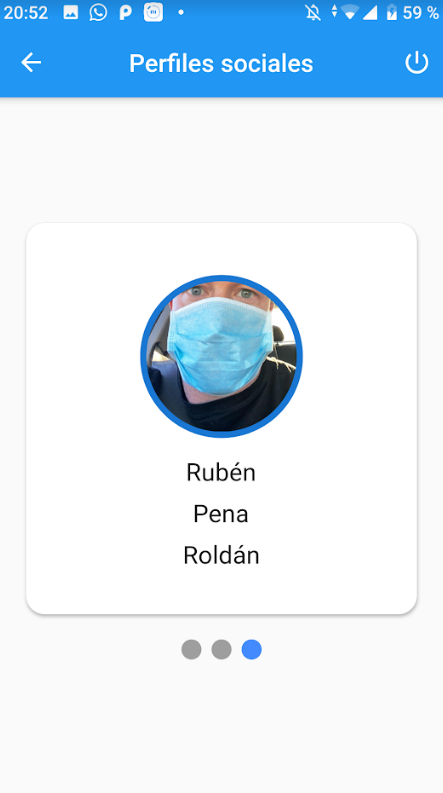 20:52
59 %
Perfiles sociales
Rubén
Pena
Roldán